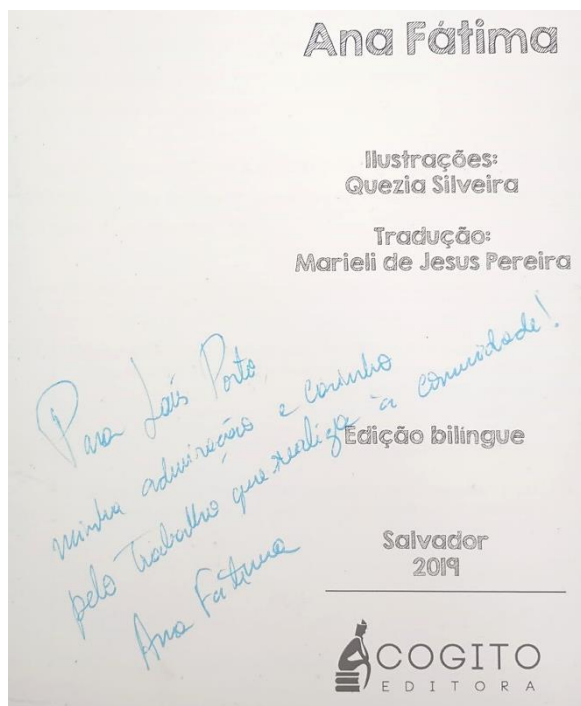 Ana Fátima
Ilustrações:
Quezia Silveira
Tradução:
Marieli de Jesus Pereira
Para Laís Porto,
minha admiração e carinho
pelo trabalho que realiza à comunidade!
Ana Fátima
Edição bilíngue
Salvador
2019
COGITO
EDITORA